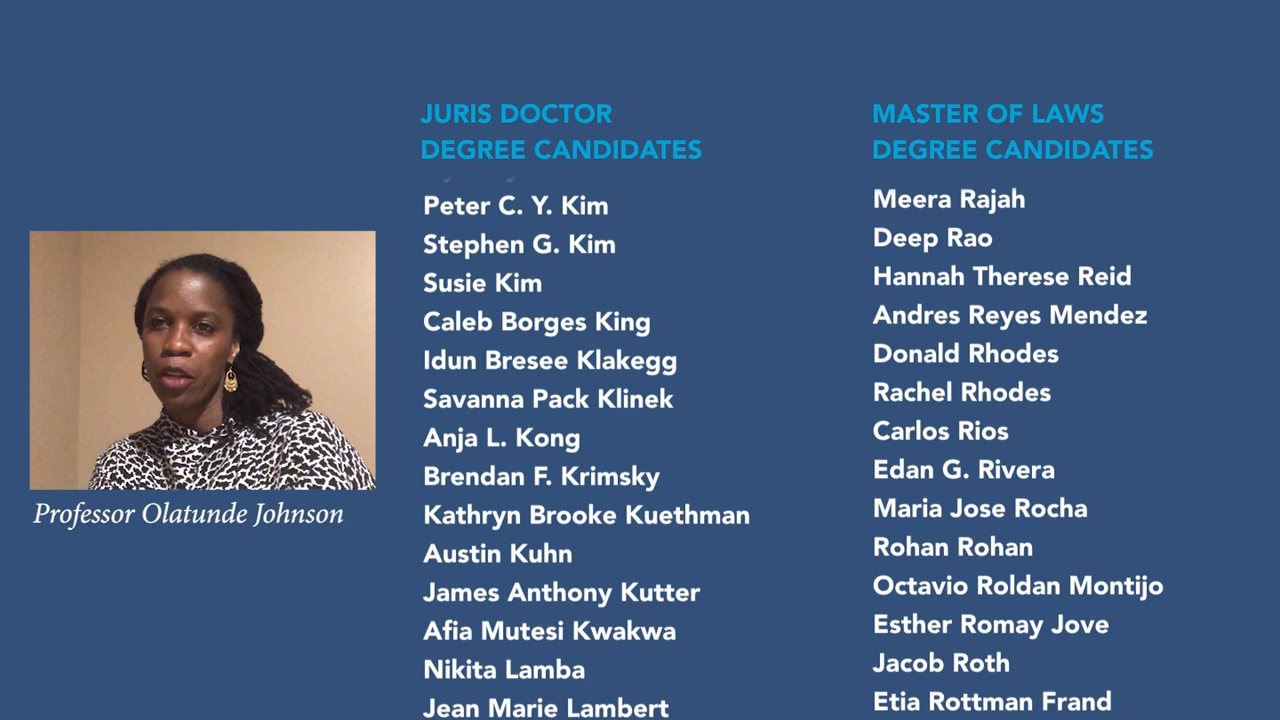 JURIS DOCTOR
DEGREE CANDIDATES
Peter C. Y. Kim
Stephen G. Kim
Susie Kim
Caleb Borges King
Idun Bresee Klakegg
Savanna Pack Klinek
Anja L. Kong
Brendan F. Krimsky
Kathryn Brooke Kuethman
Austin Kuhn
James Anthony Kutter
Afia Mutesi Kwakwa
Nikita Lamba
Jean Marie Lambert
MASTER OF LAWS
DEGREE CANDIDATES
Meera Rajah
Deep Rao
Hannah Therese Reid
Andres Reyes Mendez
Donald Rhodes
Rachel Rhodes
Carlos Rios
Edan G. Rivera
Maria Jose Rocha
Rohan Rohan
Octavio Roldan Montijo
Esther Romay Jove
Jacob Roth
Etia Rottman Frand
Professor Olatunde Johnson